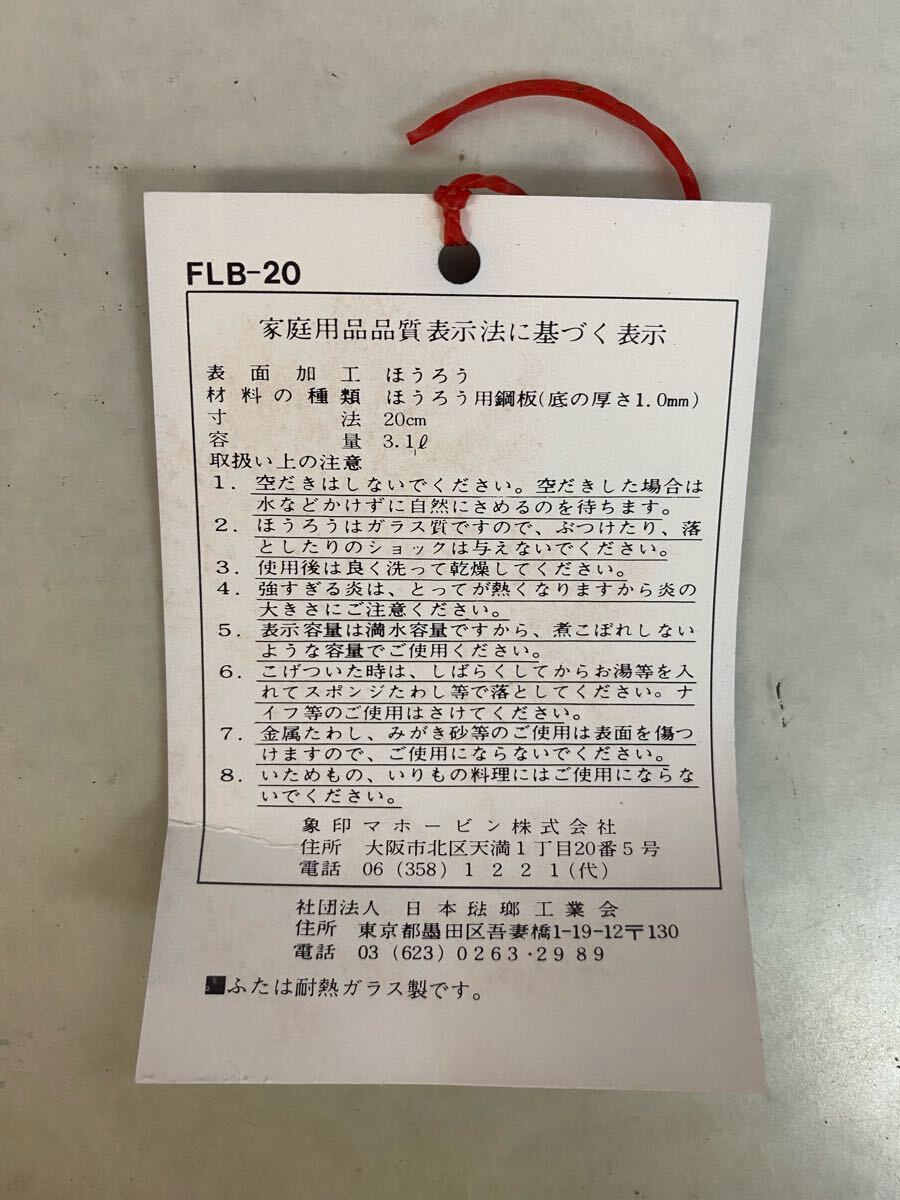 FLB-20
家庭用品品質表示法に基づく表示
表面加工 ほうろう
材料の種類 ほうろう用鋼板(底の厚さ1.0mm)
寸法 20cm
容量 3.1ℓ
取扱い上の注意
1. 空だきはしないでください。空だきした場合は
水などかけずに自然にさめるのを待ちます。
2. ほうろうはガラス質ですので、ぶつけたり、落
としたりのショックは与えないでください。
3. 使用後は良く洗って乾燥してください。
4. 強すぎる炎は、とってが熱くなりますから炎の
大きさにご注意ください。
5. 表示容量は満水容量ですから、煮こぼれしない
ような容量でご使用ください。
6. こげついた時は、しばらくしてからお湯等を入
れてスポンジたわし等で落としてください。ナ
イフ等のご使用はさけてください。
7. 金属たわし、みがき砂等のご使用は表面を傷つ
けますので、ご使用にならないでください。
8. いためもの、いりもの料理にはご使用にならな
いでください。
象印マホービン株式会社
住所 大阪市北区天満1丁目20番5号
電話 06(358)1221(代)
社団法人 日本琺瑯工業会
住所 東京都墨田区吾妻橋1-19-12〒130
電話 03(623)0263・2989
■ふたは耐熱ガラス製です。